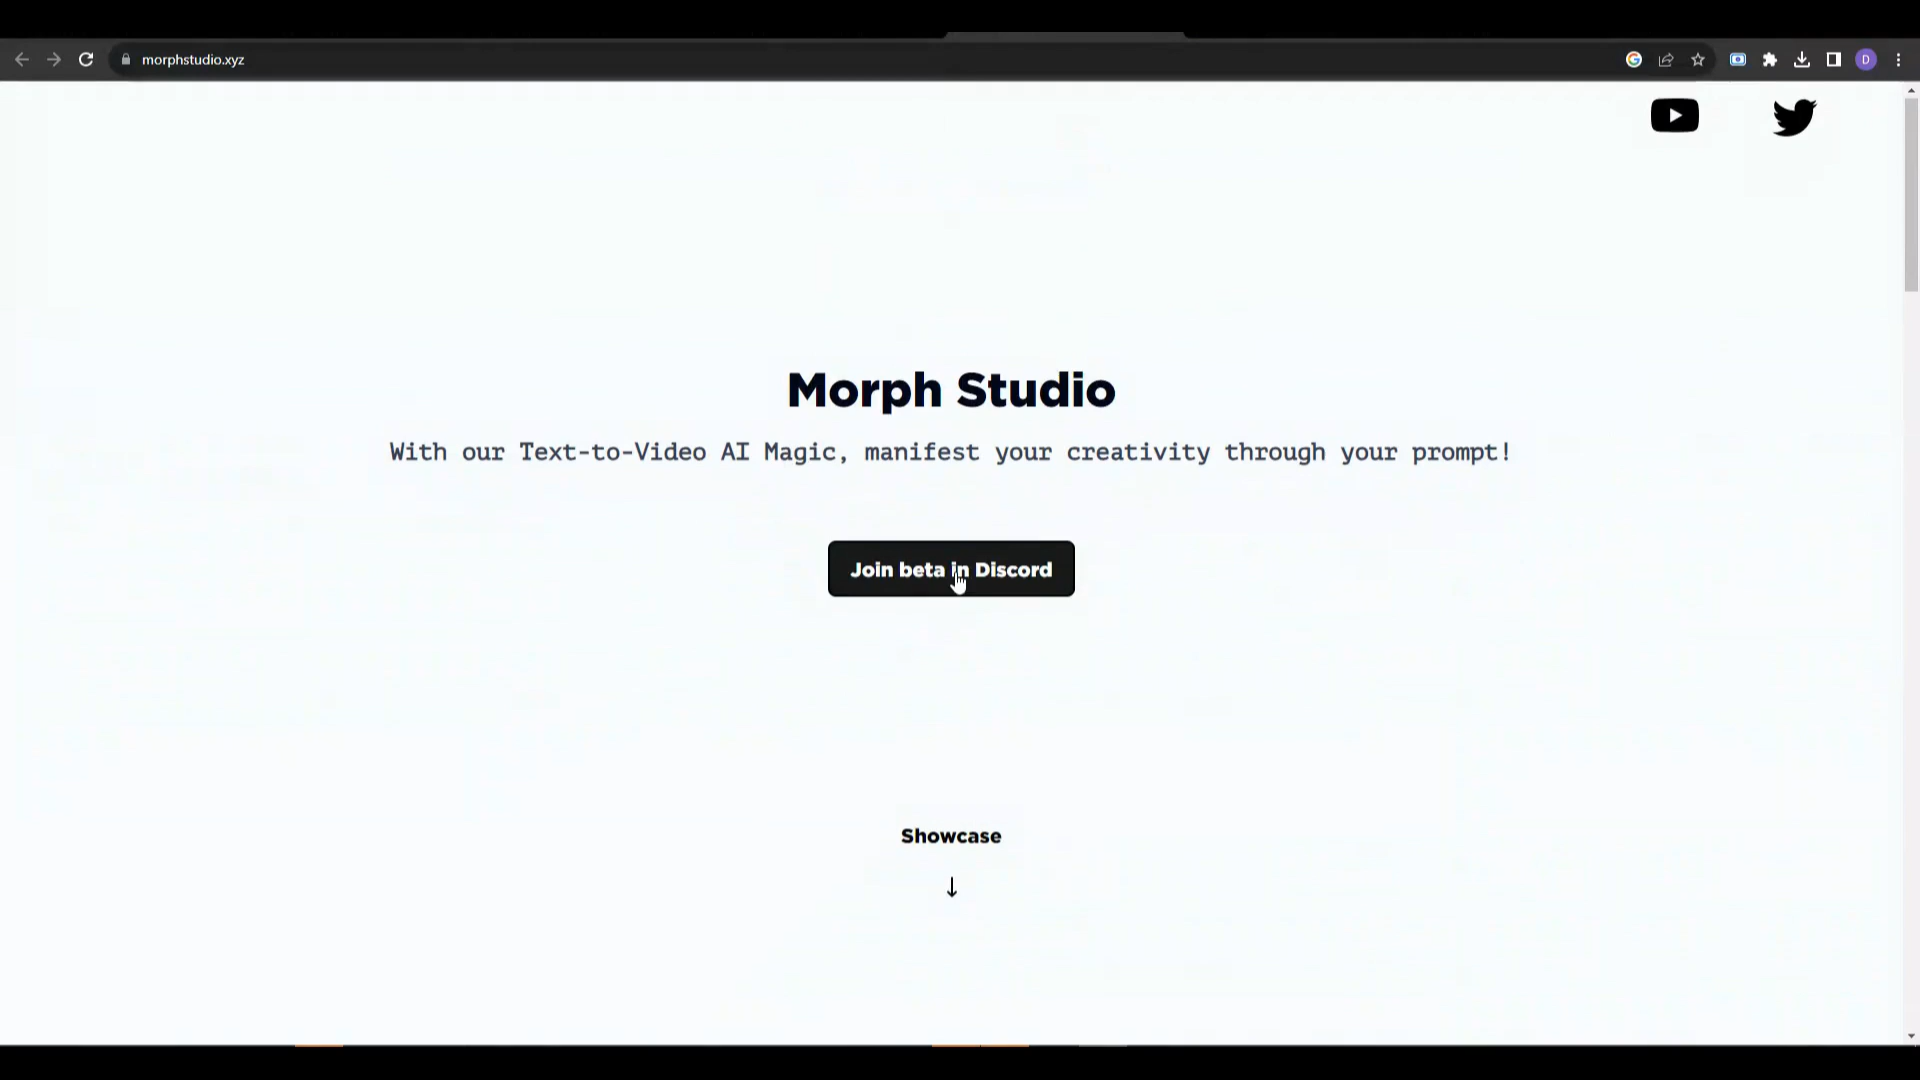 morphstudio.xyz
D
Morph Studio
With our Text-to-Video AI Magic, manifest your creativity through your prompt!
Join beta in Discord
Showcase